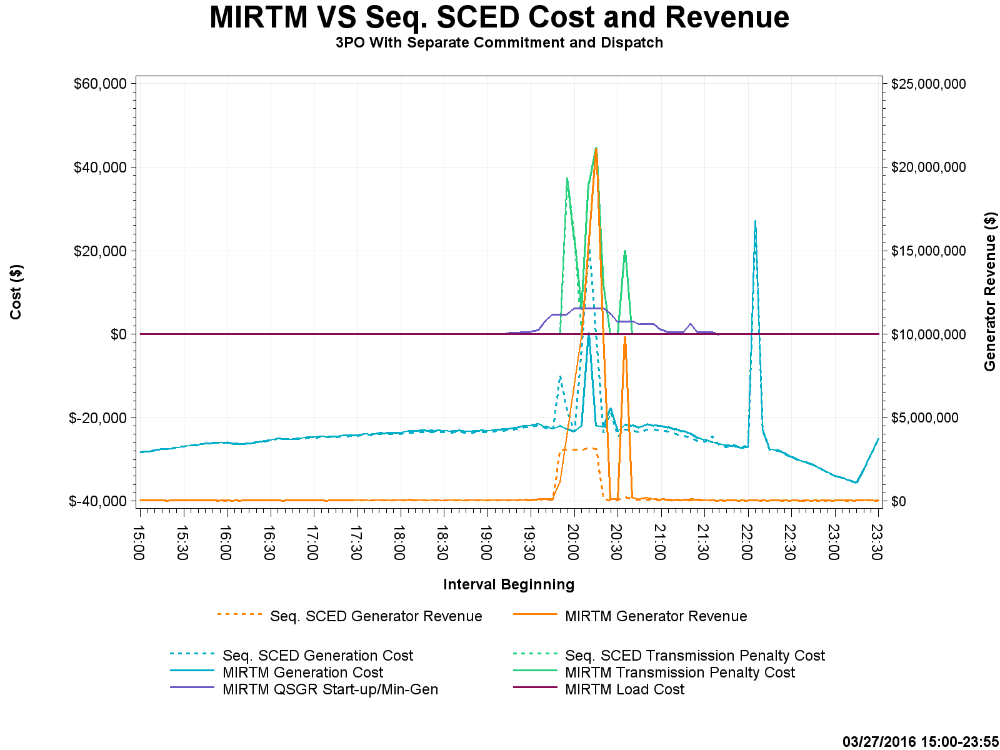 MIRTM VS Seq. SCED Cost and Revenue
3PO With Separate Commitment and Dispatch
$60,000
$40,000
$20,000
$0
$-20,000
$-40,000
Cost ($)
$25,000,000
$20,000,000
$15,000,000
$10,000,000
$5,000,000
$0
Generator Revenue ($)
15:00
15:30
16:00
16:30
17:00
17:30
18:00
18:30
19:00
19:30
20:00
20:30
21:00
21:30
22:00
22:30
23:00
23:30
Interval Beginning
Seq. SCED Generator Revenue
MIRTM Generator Revenue
Seq. SCED Generation Cost
Seq. SCED Transmission Penalty Cost
MIRTM Generation Cost
MIRTM Transmission Penalty Cost
MIRTM QSGR Start-up/Min-Gen
MIRTM Load Cost
03/27/2016 15:00-23:55